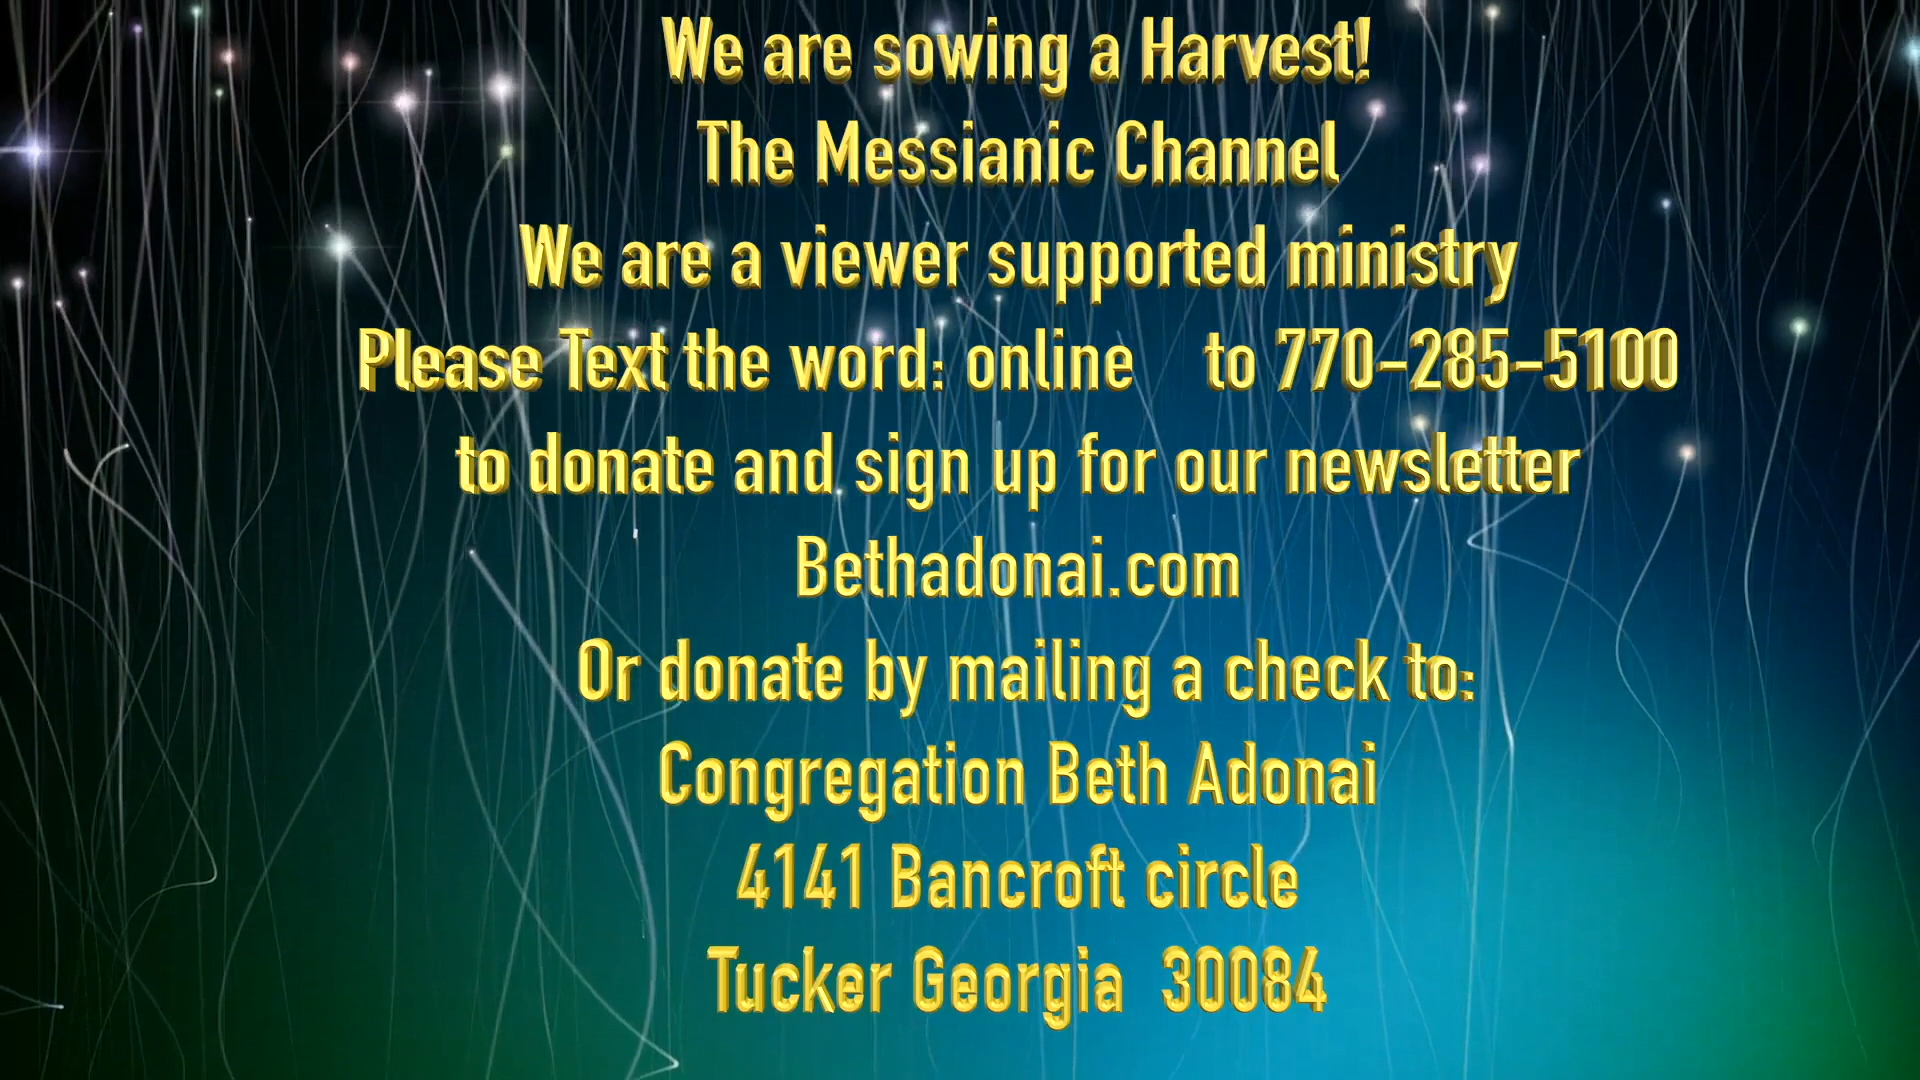 We are sowing a Harvest!
The Messianic Channel
We are a viewer supported ministry
Please Text the word: online to 770-285-5100
to donate and sign up for our newsletter
Bethadonai.com
Or donate by mailing a check to:
Congregation Beth Adonai
4141 Bancroft circle
Tucker Georgia 30084